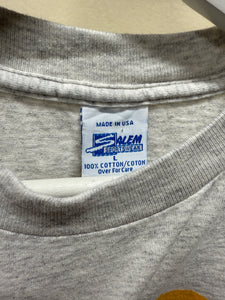 MADE IN USA
SALEM
SPORTSWEAR
L
100% COTTON/COTON
Over For Care